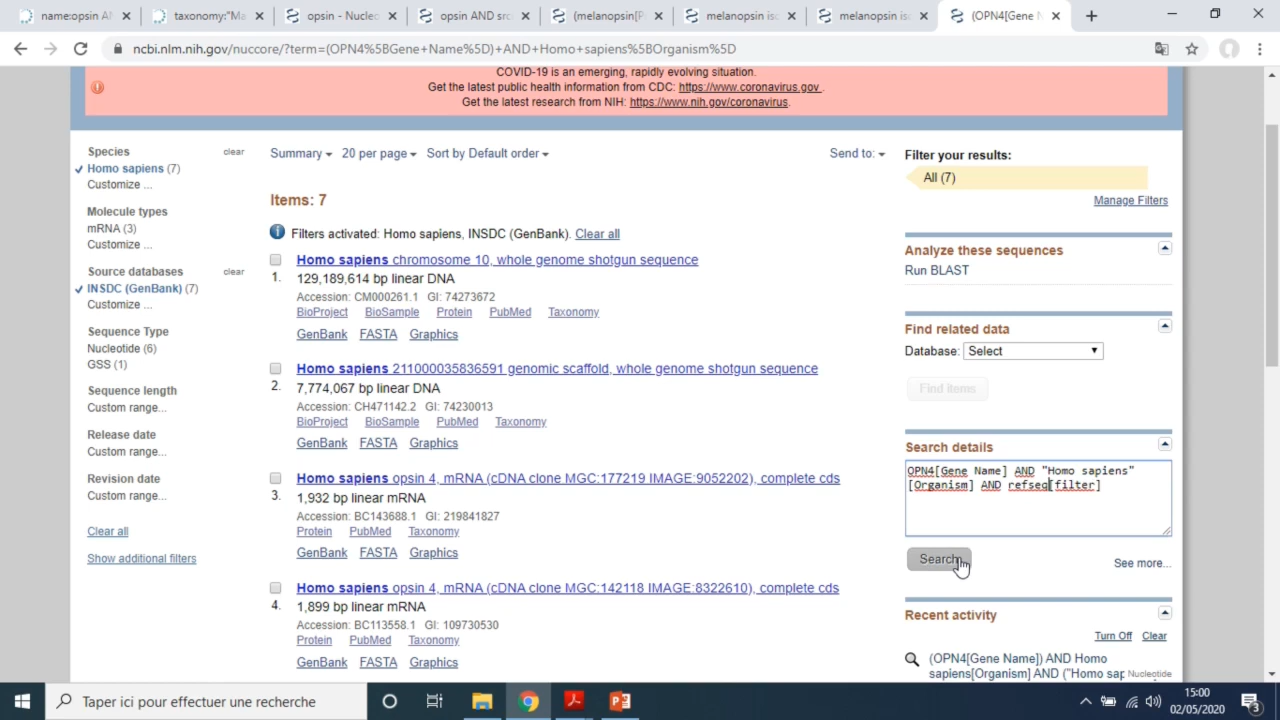 name:opsin A
taxonomy:"Ma
opsin - Nucleo
opsin AND src
(melanopsin[P
melanopsin iso
melanopsin iso
(OPN4[Gene N
ncbi.nlm.nih.gov/nuccore/?term=(OPN4%5BGene+Name%5D)+AND+Homo+sapiens%5BOrganism%5D
COVID-19 is an emerging, rapidly evolving situation.
Get the latest public health information from CDC: https://www.coronavirus.gov .
Get the latest research from NIH: https://www.nih.gov/coronavirus.
Species clear
Homo sapiens (7)
Customize ...
Molecule types
mRNA (3)
Customize ...
Source databases clear
INSDC (GenBank) (7)
Customize ...
Sequence Type
Nucleotide (6)
GSS (1)
Sequence length
Custom range...
Release date
Custom range...
Revision date
Custom range...
Clear all
Show additional filters
Summary 20 per page Sort by Default order Send to:
Items: 7
Filters activated: Homo sapiens, INSDC (GenBank). Clear all
Homo sapiens chromosome 10, whole genome shotgun sequence
1. 129,189,614 bp linear DNA
Accession: CM000261.1 GI: 74273672
BioProject BioSample Protein PubMed Taxonomy
GenBank FASTA Graphics
Homo sapiens 211000035836591 genomic scaffold, whole genome shotgun sequence
2. 7,774,067 bp linear DNA
Accession: CH471142.2 GI: 74230013
BioProject BioSample PubMed Taxonomy
GenBank FASTA Graphics
Homo sapiens opsin 4, mRNA (cDNA clone MGC:177219 IMAGE:9052202), complete cds
3. 1,932 bp linear mRNA
Accession: BC143688.1 GI: 219841827
Protein PubMed Taxonomy
GenBank FASTA Graphics
Homo sapiens opsin 4, mRNA (cDNA clone MGC:142118 IMAGE:8322610), complete cds
4. 1,899 bp linear mRNA
Accession: BC113558.1 GI: 109730530
Protein PubMed Taxonomy
GenBank FASTA Graphics
Filter your results:
All (7)
Manage Filters
Analyze these sequences
Run BLAST
Find related data
Database: Select
Find items
Search details
OPN4[Gene Name] AND "Homo sapiens"
[Organism] AND refseq[filter]
Search
See more...
Recent activity
Turn Off Clear
(OPN4[Gene Name]) AND Homo
sapiens[Organism] AND ("Homo sap Nucleotide
Taper ici pour effectuer une recherche
15:00
02/05/2020
3